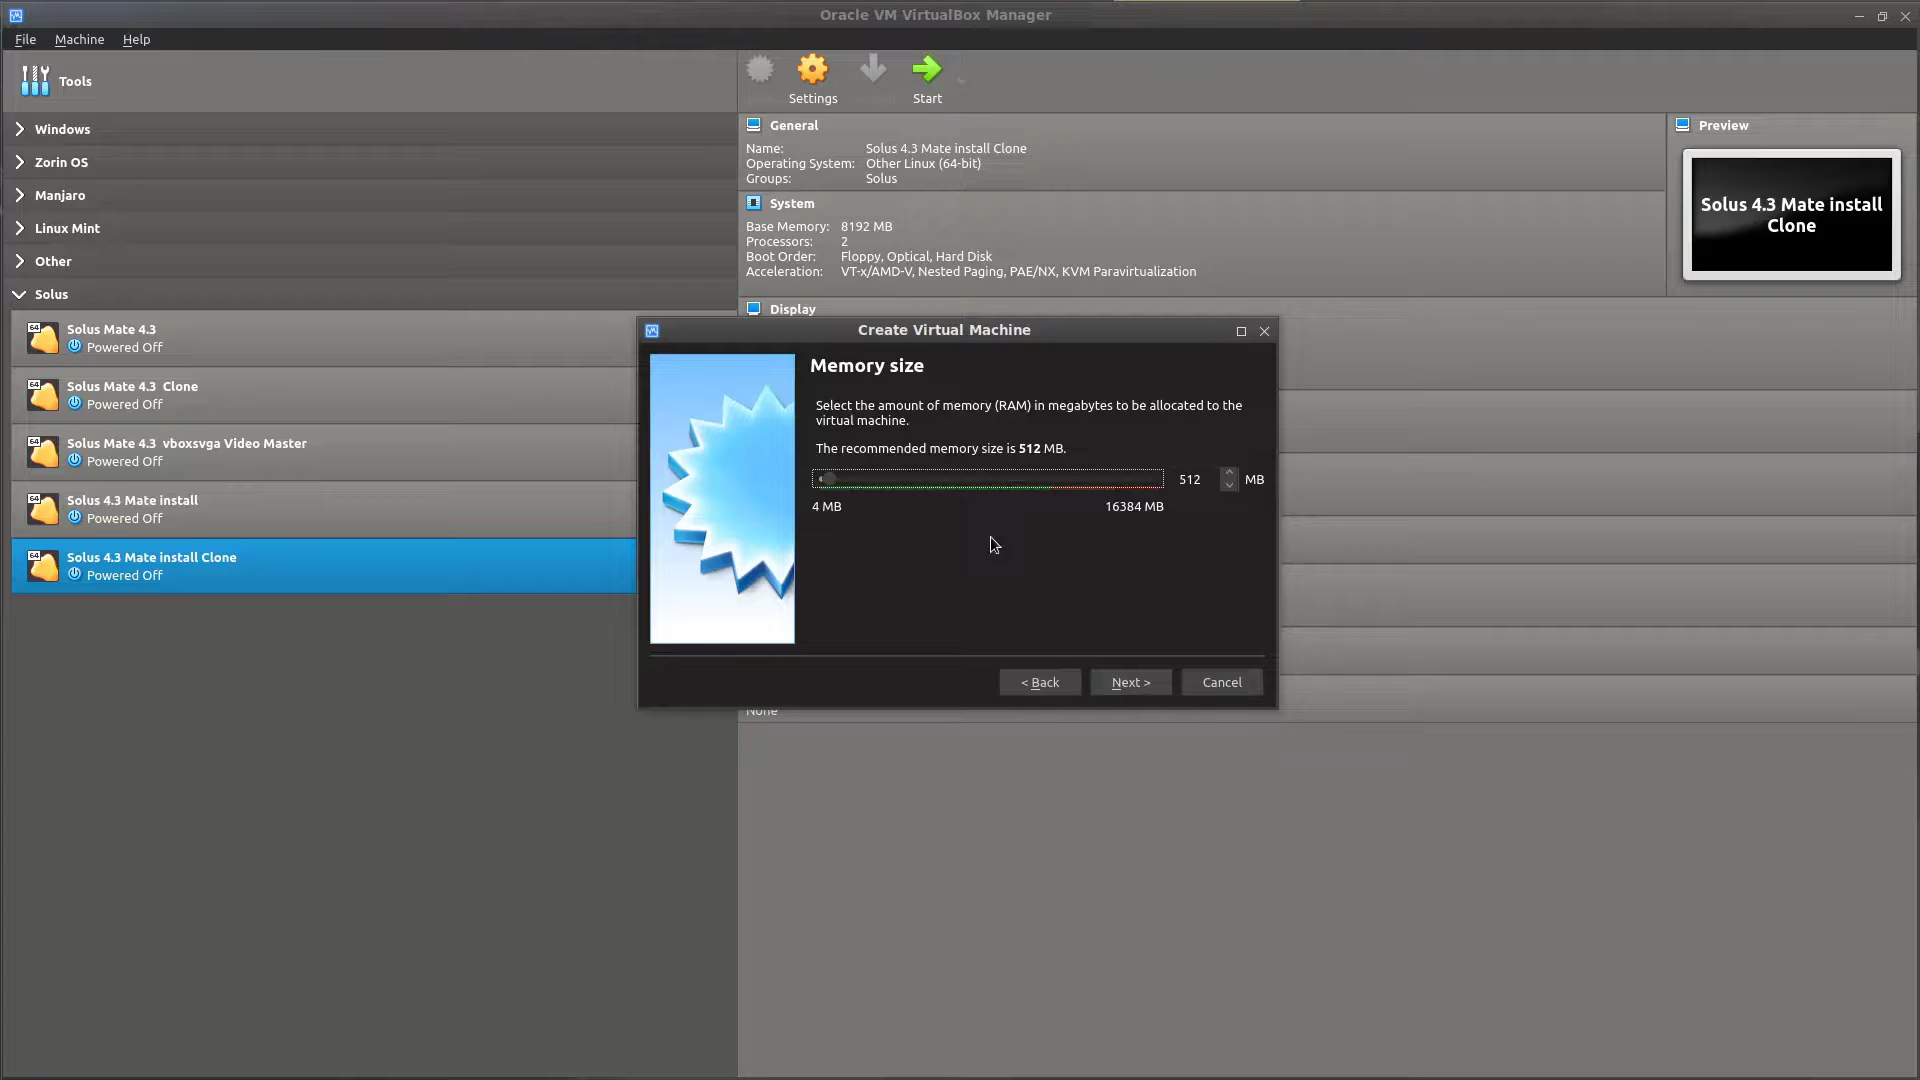 Oracle VM VirtualBox Manager
File Machine Help
Tools
Windows
Zorin OS
Manjaro
Linux Mint
Other
Solus
64
Solus Mate 4.3
Powered Off
64
Solus Mate 4.3 Clone
Powered Off
64
Solus Mate 4.3 vboxsvga Video Master
Powered Off
64
Solus 4.3 Mate install
Powered Off
64
Solus 4.3 Mate install Clone
Powered Off
Settings
Start
General
Name: Solus 4.3 Mate install Clone
Operating System: Other Linux (64-bit)
Groups: Solus
System
Base Memory: 8192 MB
Processors: 2
Boot Order: Floppy, Optical, Hard Disk
Acceleration: VT-x/AMD-V, Nested Paging, PAE/NX, KVM Paravirtualization
Display
None
Preview
Solus 4.3 Mate install
Clone
Create Virtual Machine
Memory size
Select the amount of memory (RAM) in megabytes to be allocated to the
virtual machine.
The recommended memory size is 512 MB.
512 MB
4 MB 16384 MB
< Back Next > Cancel